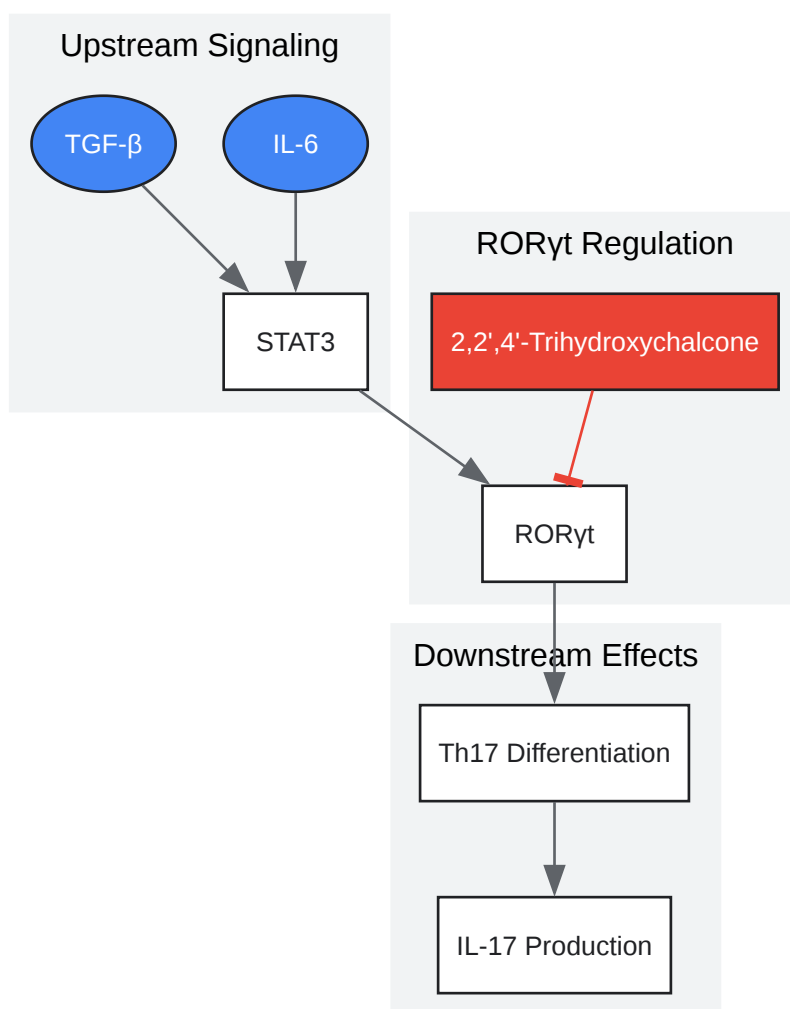 Upstream Signaling
TGF-β
IL-6
STAT3
RORγt Regulation
2,2',4'-Trihydroxychalcone
RORγt
Downstream Effects
Th17 Differentiation
IL-17 Production